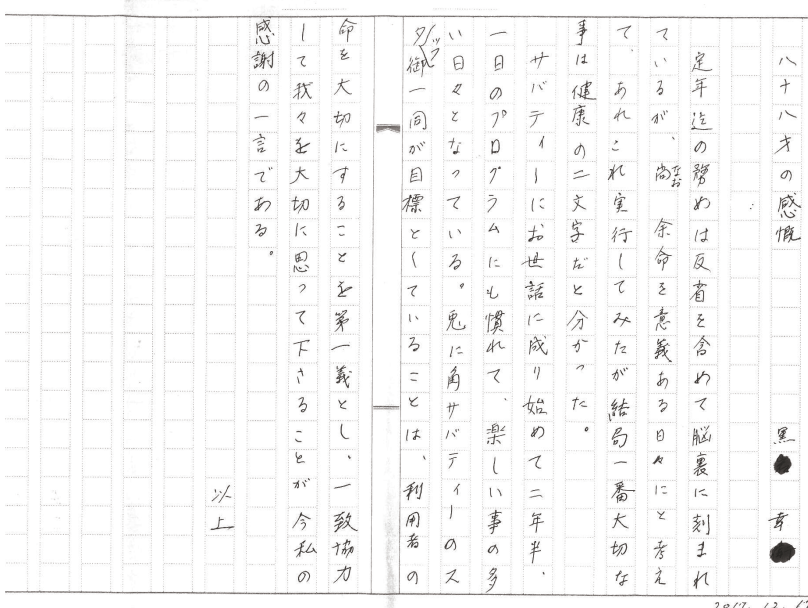 八十八才の感慨
黒 幸
定年迄の務めは反省を含めて脳裏に刻まれ
ているが、尚なお 余命を意義ある日々にと考え
て、あれこれ実行してみたが結局一番大切な
事は健康の二文字だと分かった。
サバティーにお世話に成り始めて二年半、
一日のプログラムにも慣れて、楽しい事の多
い日々となっている。兎に角サバティーのス
タッフ御一同が目標としていることは、利用者の
命を大切にすることを第一義とし、一致協力
して我々を大切に思って下さることが今私の
感謝の一言である。
以上
2017.12.17